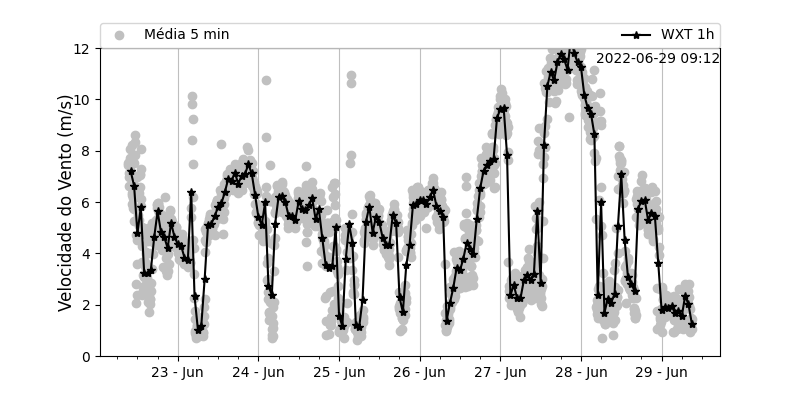 Média 5 min
WXT 1h
2022-06-29 09:12
Velocidade do Vento (m/s)
12
10
8
6
4
2
0
23 - Jun
24 - Jun
25 - Jun
26 - Jun
27 - Jun
28 - Jun
29 - Jun